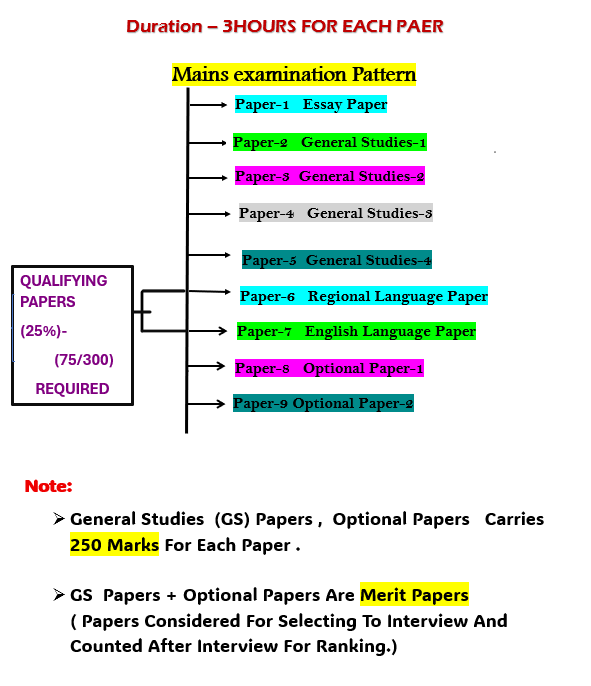 Duration – 3HOURS FOR EACH PAER
Mains examination Pattern
Paper-1 Essay Paper
Paper-2 General Studies-1
Paper-3 General Studies-2
Paper-4 General Studies-3
Paper-5 General Studies-4
QUALIFYING
PAPERS
(25%)-
(75/300)
REQUIRED
Paper-6 Regional Language Paper
Paper-7 English Language Paper
Paper-8 Optional Paper-1
Paper-9 Optional Paper-2
Note:
➢ General Studies (GS) Papers , Optional Papers Carries
250 Marks For Each Paper .
➢ GS Papers + Optional Papers Are Merit Papers
( Papers Considered For Selecting To Interview And
Counted After Interview For Ranking.)